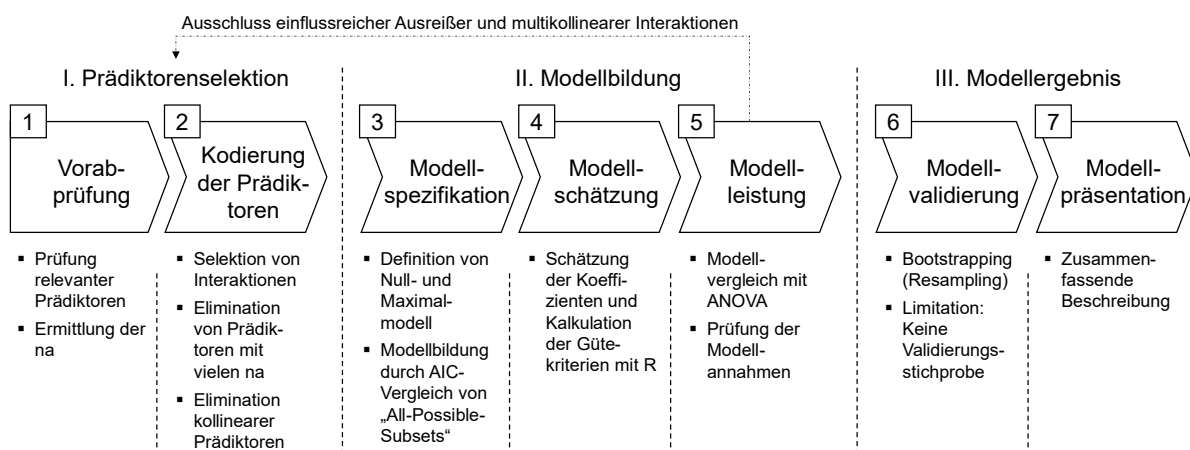 Ausschluss einflussreicher Ausreißer und multikollinearer Interaktionen
I. Prädiktorenselektion
II. Modellbildung
III. Modellergebnis
1
Vorab-
prüfung
2
Kodierung
der Prädik-
toren
3
Modell-
spezifikation
4
Modell-
schätzung
5
Modell-
leistung
6
Modell-
validierung
7
Modell-
präsentation
▪ Prüfung
relevanter
Prädiktoren
▪ Ermittlung der
na
▪ Selektion von
Interaktionen
▪ Elimination
von Prädik-
toren mit
vielen na
▪ Elimination
kollinearer
Prädiktoren
▪ Definition von
Null- und
Maximal-
modell
▪ Modellbildung
durch AIC-
Vergleich von
„All-Possible-
Subsets“
▪ Schätzung
der Koeffi-
zienten und
Kalkulation
der Güte-
kriterien mit R
▪ Modell-
vergleich mit
ANOVA
▪ Prüfung der
Modell-
annahmen
▪ Bootstrapping
(Resampling)
▪ Limitation:
Keine
Validierungs-
stichprobe
▪ Zusammen-
fassende
Beschreibung